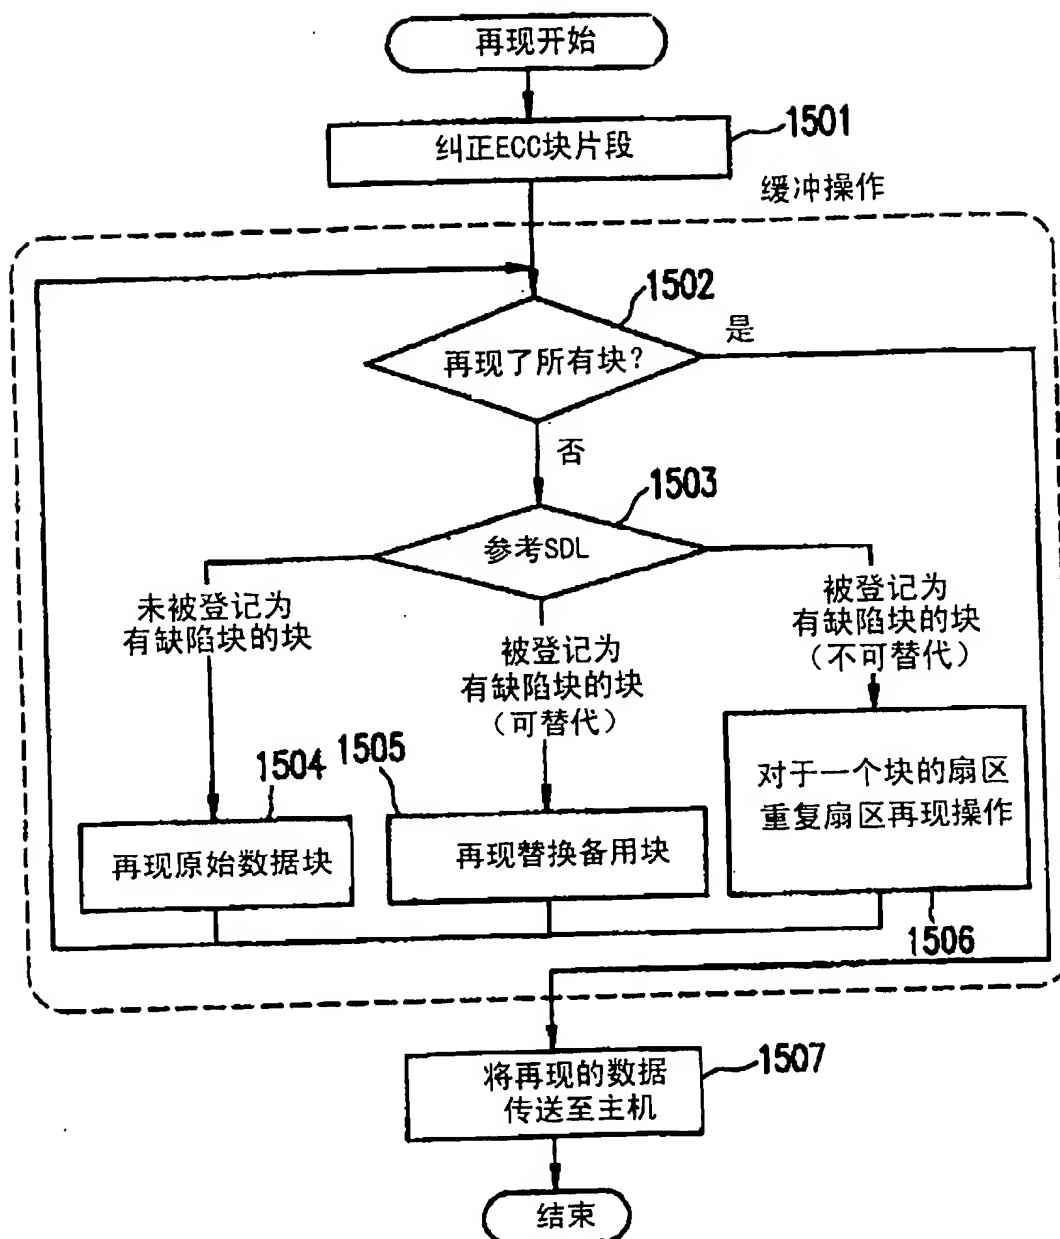 再现开始
纠正ECC块片段
1501
缓冲操作
再现了所有块?
1502
是
否
参考SDL
1503
未被登记为
有缺陷块的块
被登记为
有缺陷块的块
(可替代)
被登记为
有缺陷块的块
(不可替代)
1504
再现原始数据块
1505
再现替换备用块
对于一个块的扇区
重复扇区再现操作
1506
将再现的数据
传送至主机
1507
结束